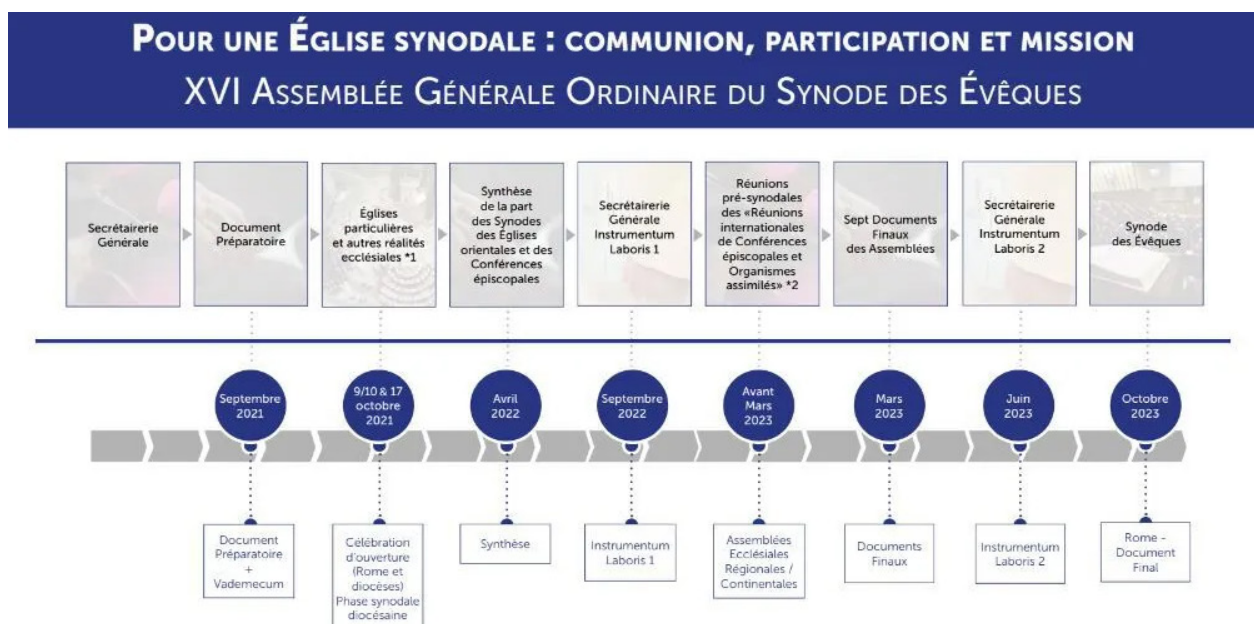 POUR UNE ÉGLISE SYNODALE : COMMUNION, PARTICIPATION ET MISSION
XVI ASSEMBLÉE GÉNÉRALE ORDINAIRE DU SYNODE DES ÉVÊQUES
Secrétairerie
Générale
Document
Préparatoire
Églises
particulières
et autres réalités
ecclésiales *1
Synthèse
de la part
des Synodes
des Églises
orientales et des
Conférences
épiscopales
Secrétairerie
Générale
Instrumentum
Laboris 1
Réunions
pré-synodales
des «Réunions
internationales
de Conférences
épiscopales et
Organismes
assimilés» *2
Sept Documents
Finaux
des Assemblées
Secrétairerie
Générale
Instrumentum
Laboris 2
Synode
des Évêques
Septembre
2021
9/10 & 17
octobre
2021
Avril
2022
Septembre
2022
Avant
Mars
2023
Mars
2023
Juin
2023
Octobre
2023
Document
Préparatoire
+
Vademecum
Célébration
d'ouverture
(Rome et
diocèses)
Phase synodale
diocésaine
Synthèse
Instrumentum
Laboris 1
Assemblées
Ecclésiales
Régionales /
Continentales
Documents
Finaux
Instrumentum
Laboris 2
Rome -
Document
Final